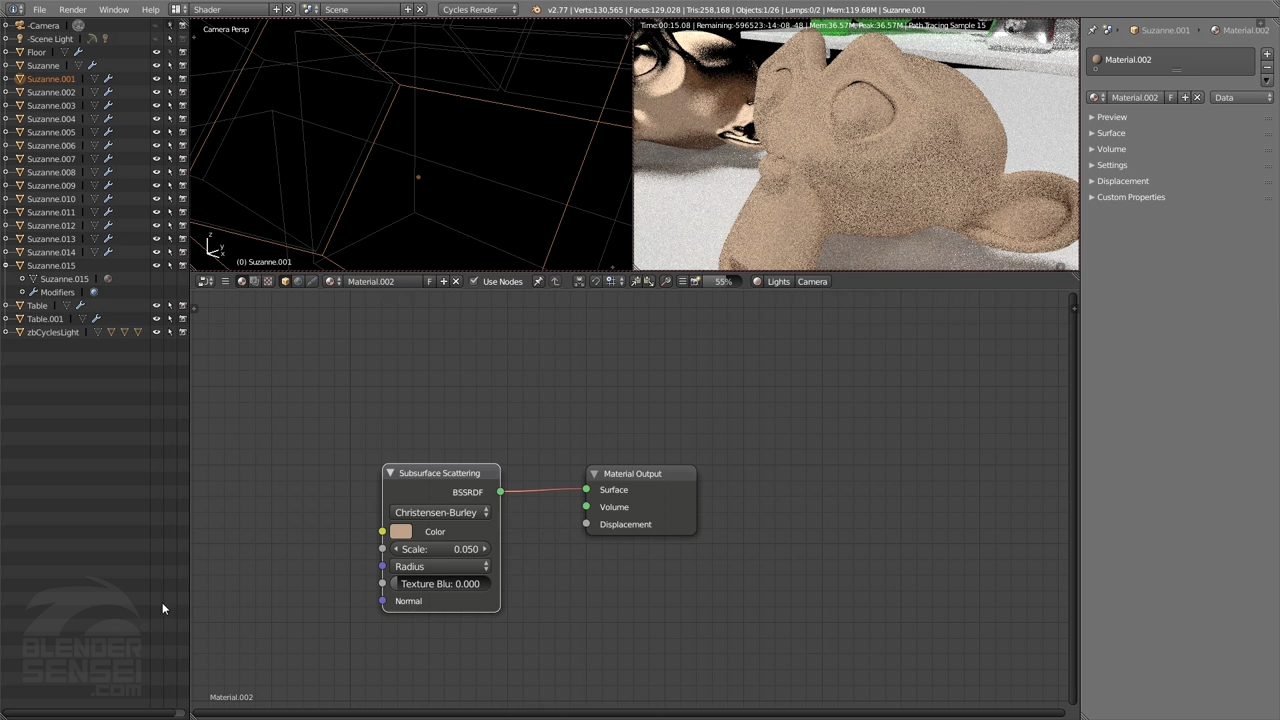 File Render Window Help Shader Scene Cycles Render v2.77 | Verts:130,565 | Faces:129,028 | Tris:258,168 | Objects:1/26 | Lamps:0/2 | Mem:119.68M | Suzanne.001
-Camera
-Scene Light
Floor
Suzanne
Suzanne.001
Suzanne.002
Suzanne.003
Suzanne.004
Suzanne.005
Suzanne.006
Suzanne.007
Suzanne.008
Suzanne.009
Suzanne.010
Suzanne.011
Suzanne.012
Suzanne.013
Suzanne.014
Suzanne.015
Suzanne.015
Modifiers
Table
Table.001
zbCyclesLight
BLENDER
SENSEI
.COM
Camera Persp
z
y
x
(0) Suzanne.001
Time:00:15.08 | Remaining:-596523:-14:-08.-48 | Mem:36.57M, Peak:36.57M | Path Tracing Sample 15
Material.002 F Use Nodes 55% Lights Camera
Subsurface Scattering
BSSRDF
Christensen-Burley
Color
Scale: 0.050
Radius
Texture Blu: 0.000
Normal
Material Output
Surface
Volume
Displacement
Material.002
Suzanne.001 Material.002
Material.002
Material.002 F Data
Preview
Surface
Volume
Settings
Displacement
Custom Properties